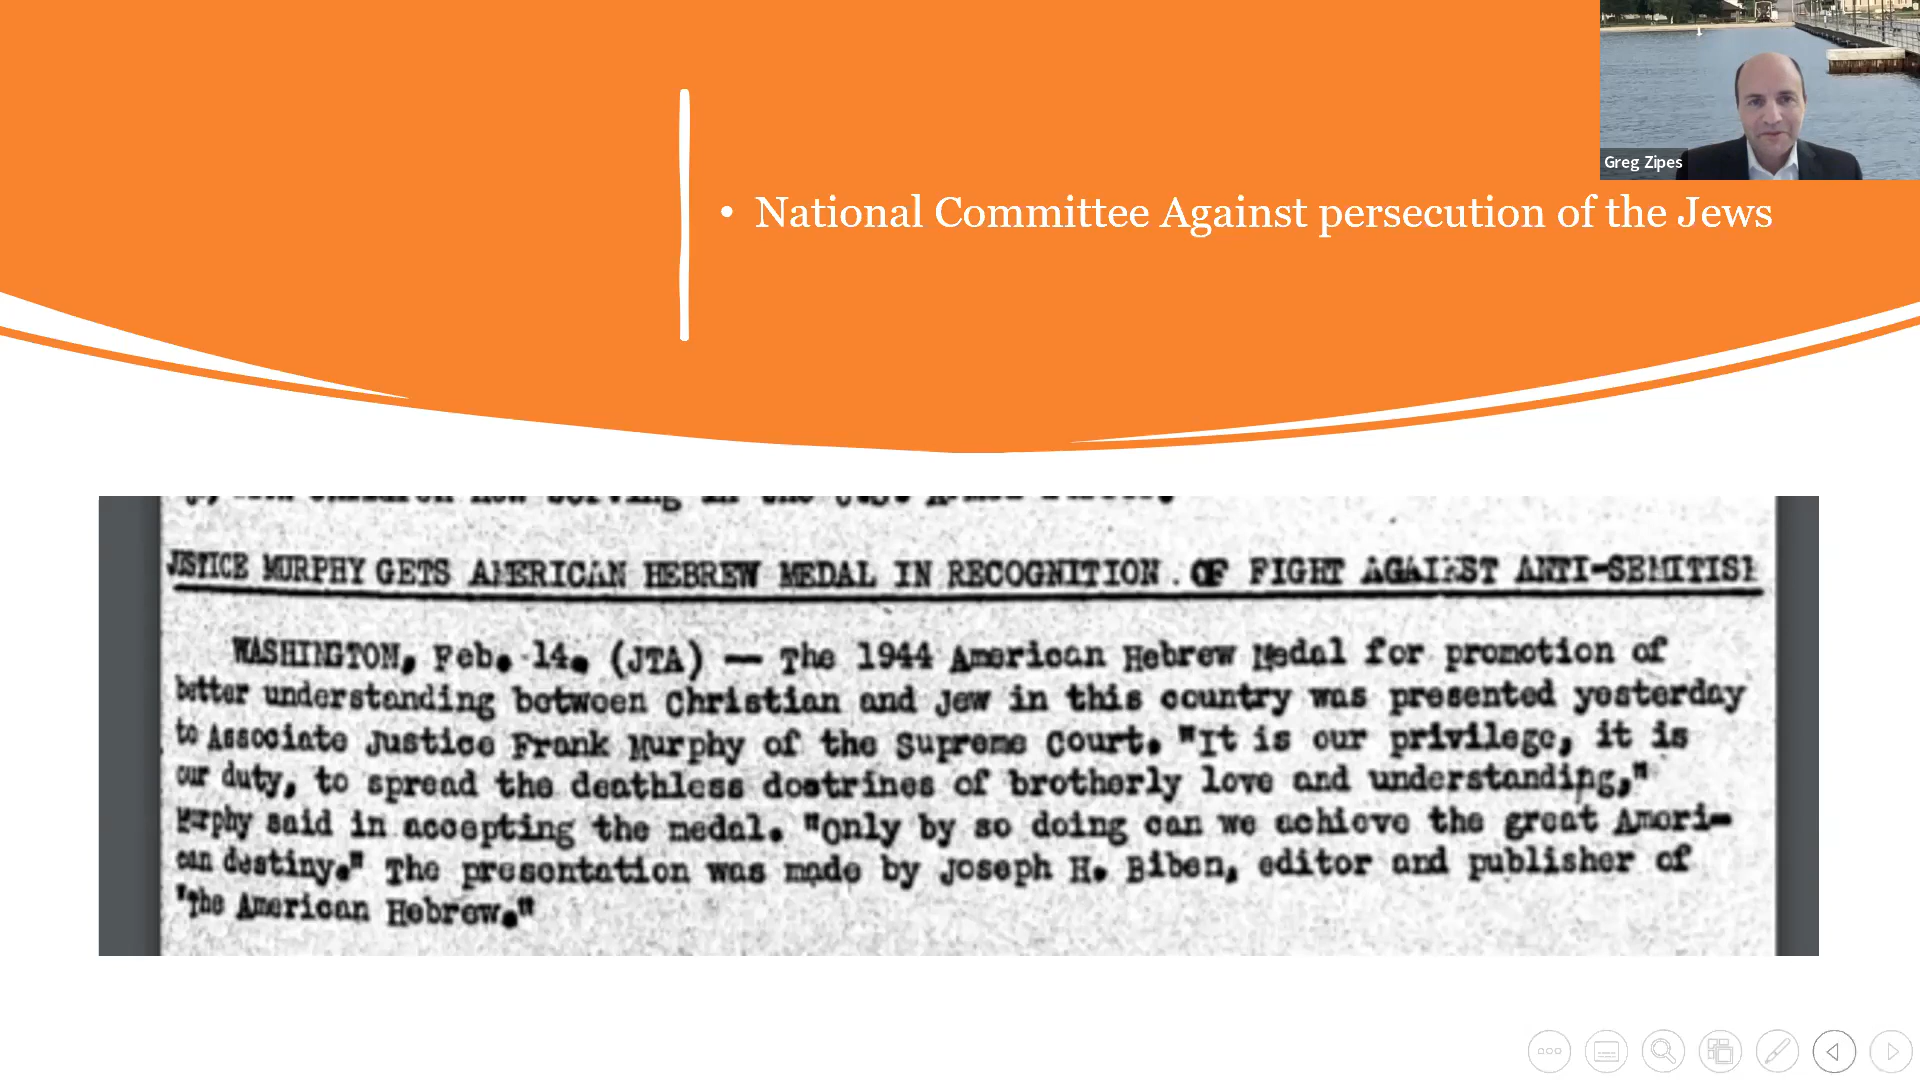 Greg Zipes
• National Committee Against persecution of the Jews
children now serving in the
JUSTICE MURPHY GETS AMERICAN HEBREW MEDAL IN RECOGNITION . OF FIGHT AGAINST ANTI-SEMITISM
WASHINGTON, Feb. 14. (JTA) — The 1944 American Hebrew Medal for promotion of
better understanding between Christian and Jew in this country was presented yesterday
to Associate Justice Frank Murphy of the Supreme Court. "It is our privilege, it is
our duty, to spread the deathless doctrines of brotherly love and understanding,"
Murphy said in accepting the medal. "Only by so doing can we achieve the great Ameri-
can destiny." The presentation was made by Joseph H. Biben, editor and publisher of
"The American Hebrew."